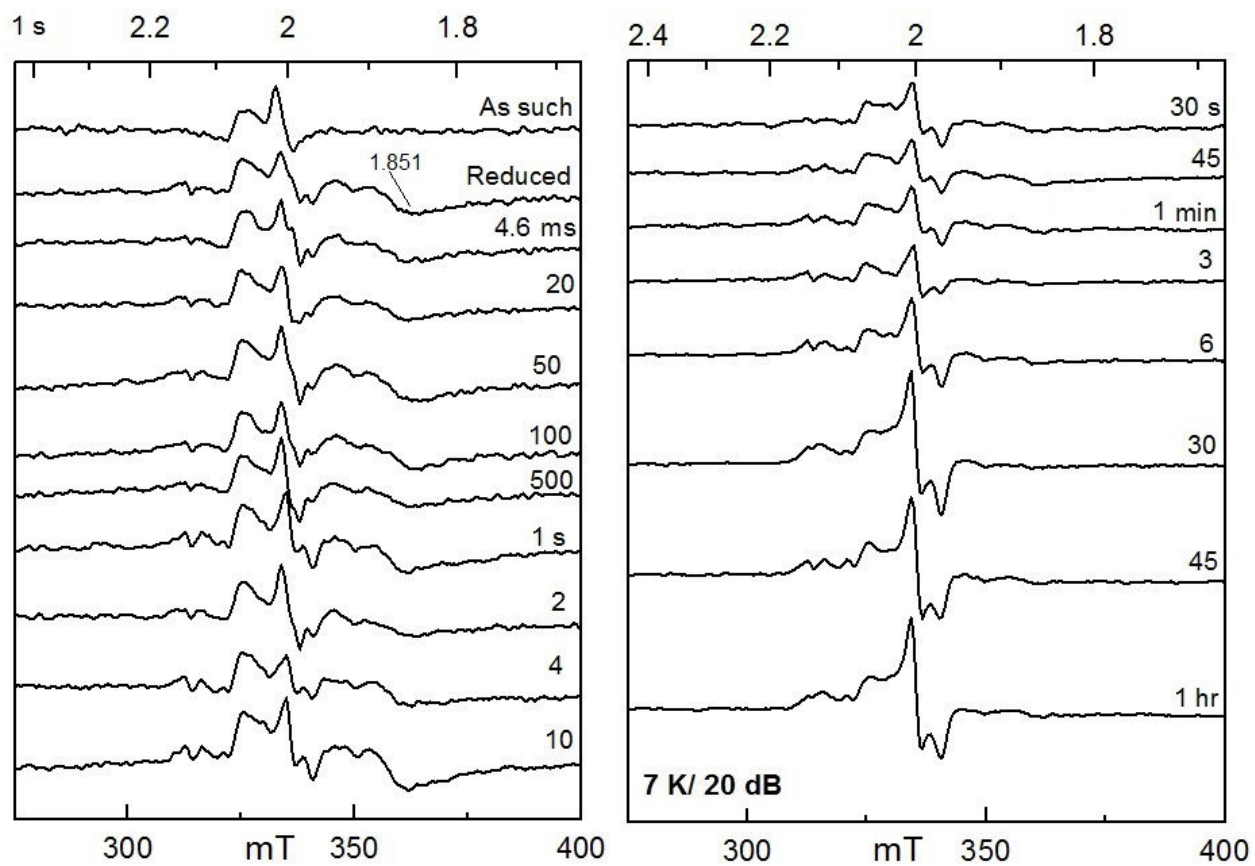 1 s 2.2 2 1.8
As such
1.851
Reduced
4.6 ms
20
50
100
500
1 s
2
4
10
300 mT 350 400
2.4 2.2 2 1.8
30 s
45
1 min
3
6
30
45
1 hr
7 K/ 20 dB
300 mT 350 400